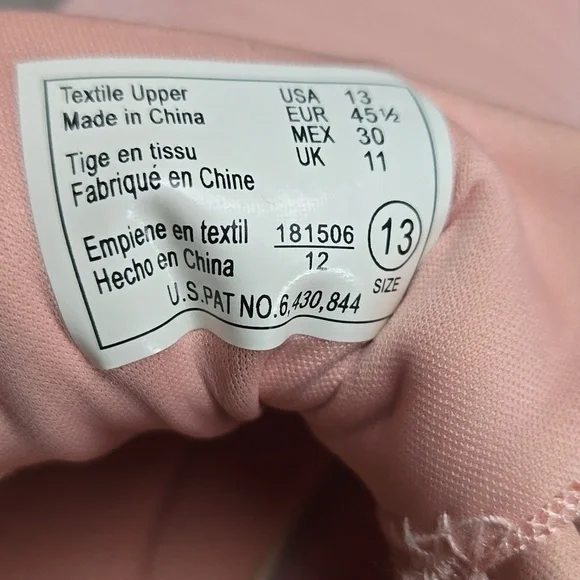 Textile Upper
Made in China
Tige en tissu
Fabriqué en Chine
Empiene en textil
Hecho en China
USA 13
EUR 45½
MEX 30
UK 11
181506
12
13
SIZE
U.S.PAT NO.6,430,844